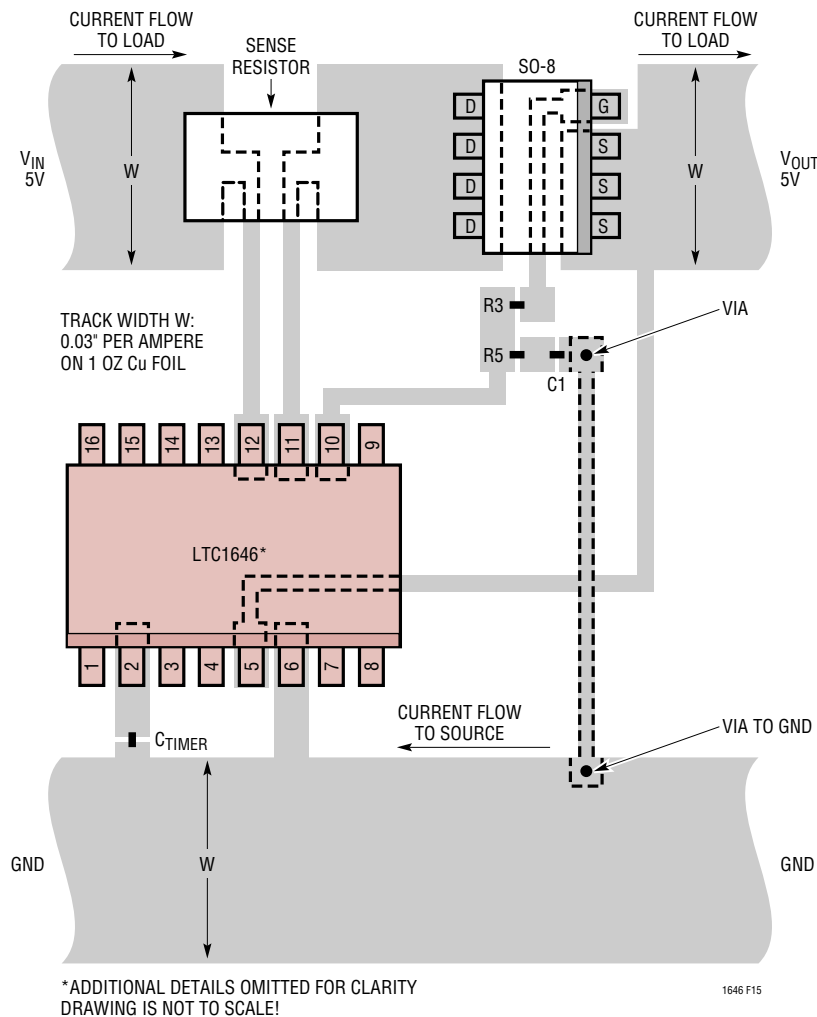 CURRENT FLOW
TO LOAD
SENSE
RESISTOR
SO-8
CURRENT FLOW
TO LOAD
D
G
D
S
D
S
D
S
VIN
5V
W
W
VOUT
5V
TRACK WIDTH W:
0.03" PER AMPERE
ON 1 OZ Cu FOIL
R3
R5
C1
VIA
16
15
14
13
12
11
10
9
LTC1646*
1
2
3
4
5
6
7
8
CTIMER
CURRENT FLOW
TO SOURCE
VIA TO GND
GND
W
GND
*ADDITIONAL DETAILS OMITTED FOR CLARITY
DRAWING IS NOT TO SCALE!
1646 F15